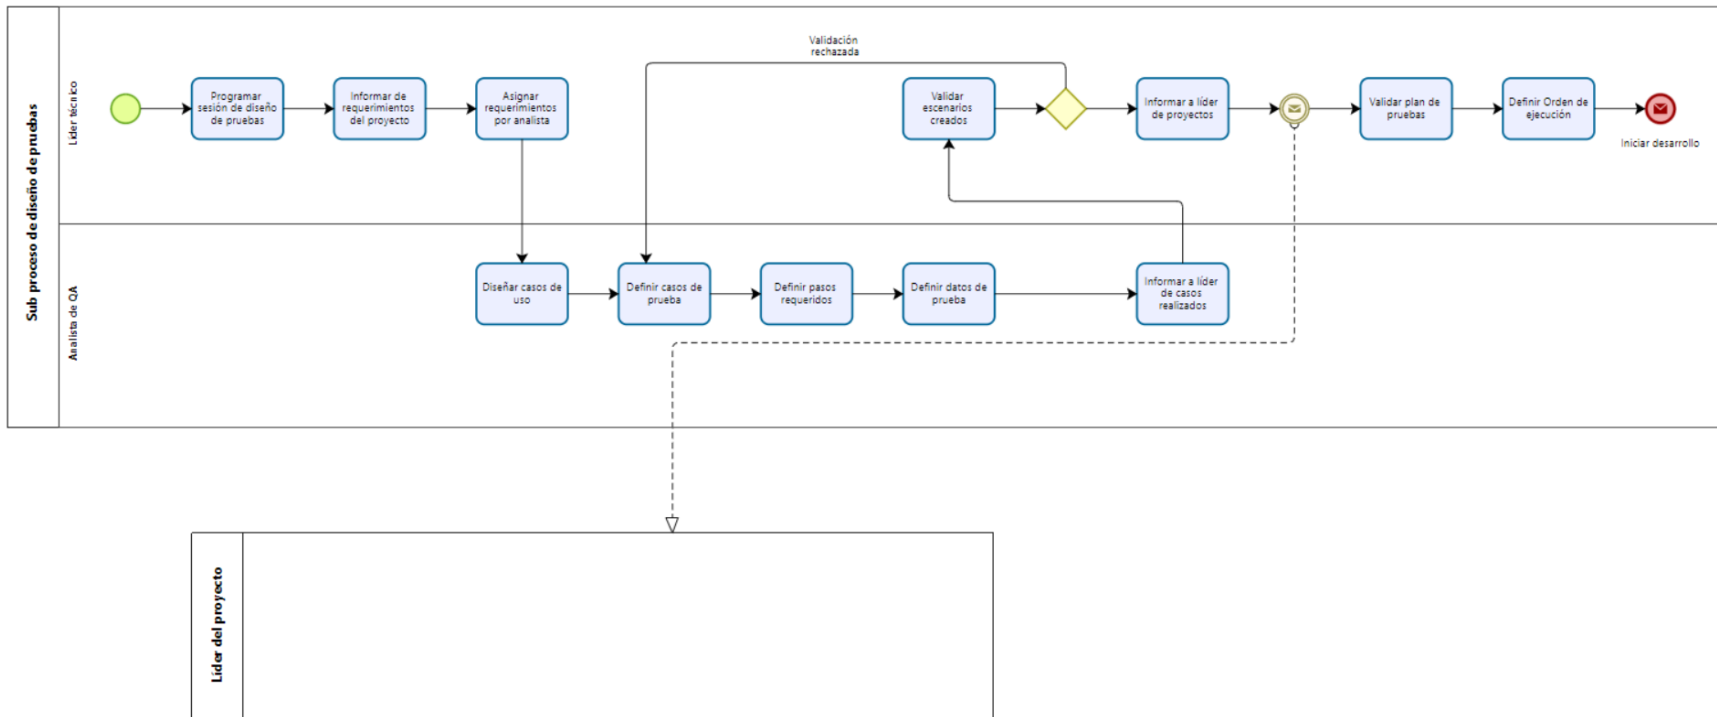 Sub proceso de diseño de pruebas
Líder técnico
Programar
sesión de diseño
de pruebas
Informar de
requerimientos
del proyecto
Asignar
requerimientos
por analista
Validación
rechazada
Validar
escenarios
creados
Informar a líder
de proyectos
Validar plan de
pruebas
Definir Orden de
ejecución
Iniciar desarrollo
Analista de QA
Diseñar casos de
uso
Definir casos de
prueba
Definir pasos
requeridos
Definir datos de
prueba
Informar a líder
de casos
realizados
Líder del proyecto